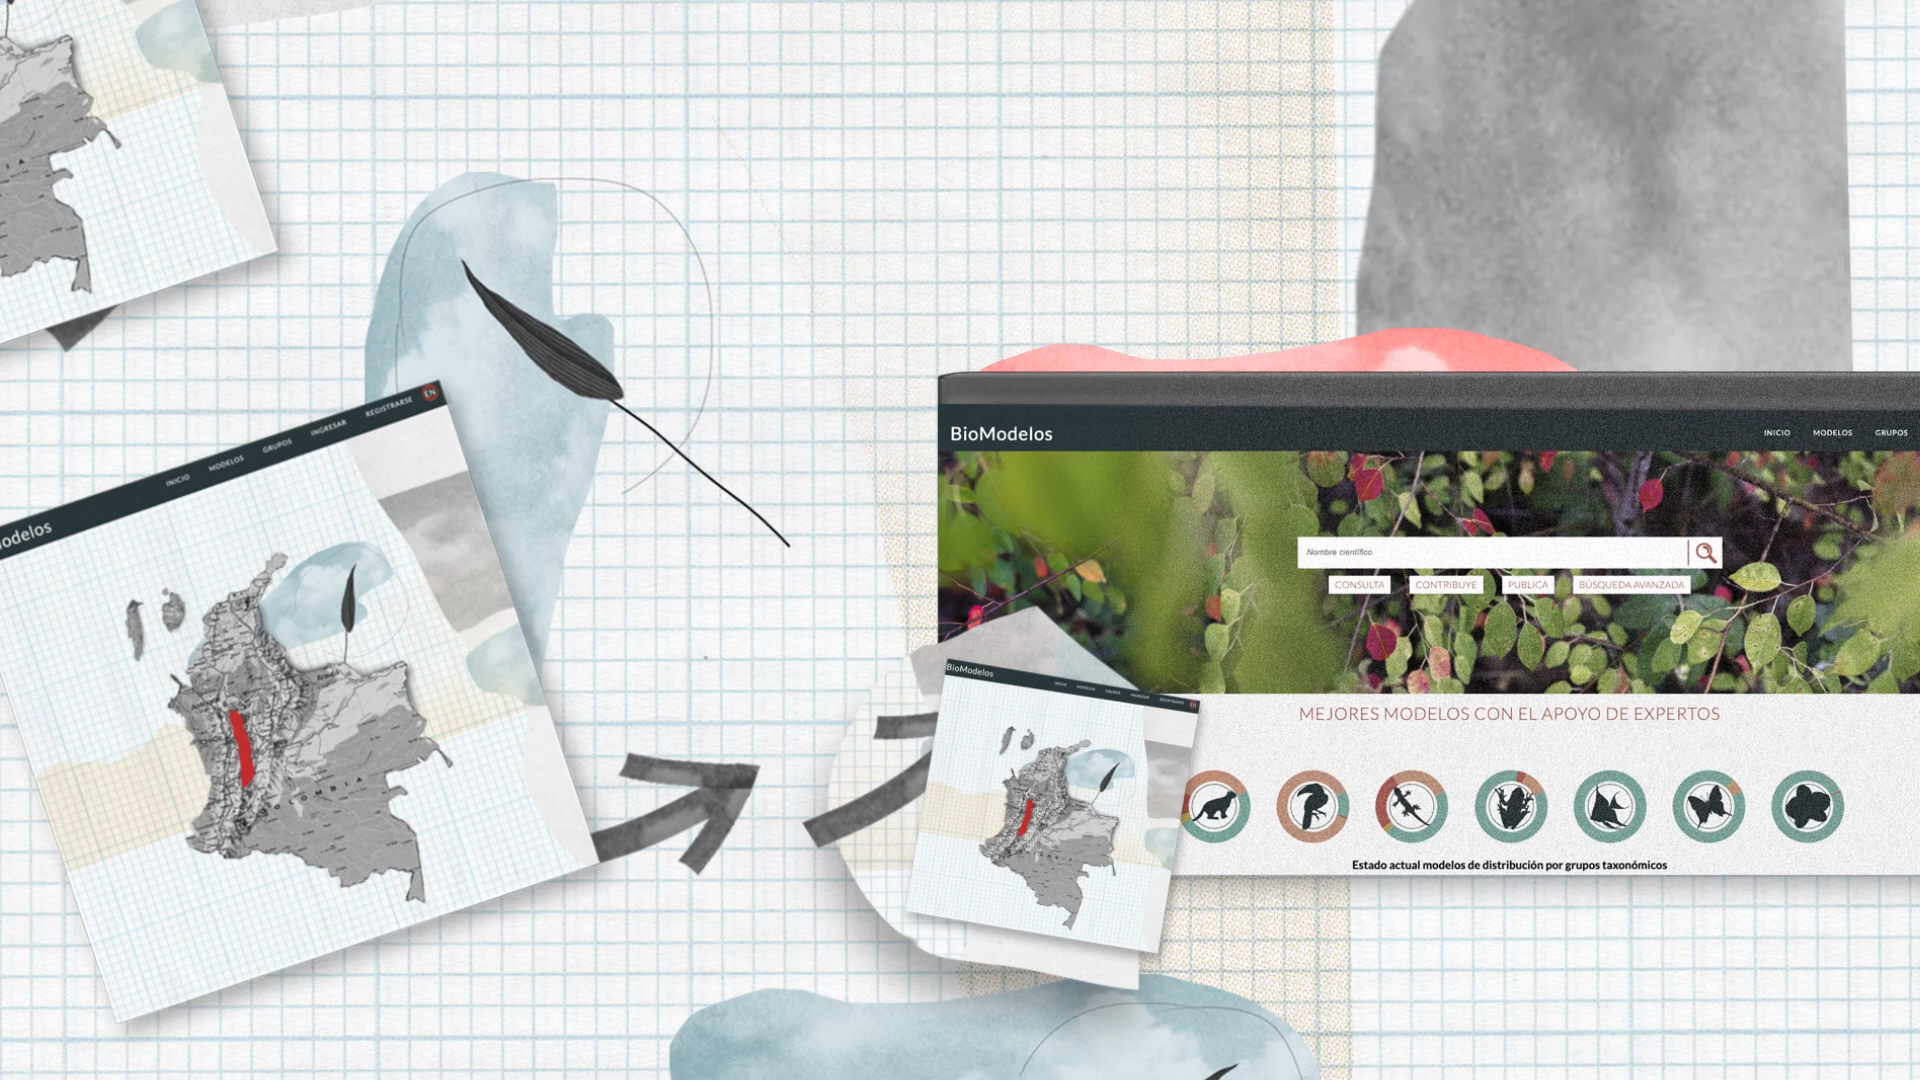 REGISTRARSE EN
INGRESAR
GRUPOS
MODELOS
INICIO
BioModelos
INICIO MODELOS GRUPOS
Nombre científico
CONSULTA CONTRIBUYE PUBLICA BÚSQUEDA AVANZADA
BioModelos
MEJORES MODELOS CON EL APOYO DE EXPERTOS
Estado actual modelos de distribución por grupos taxonómicos